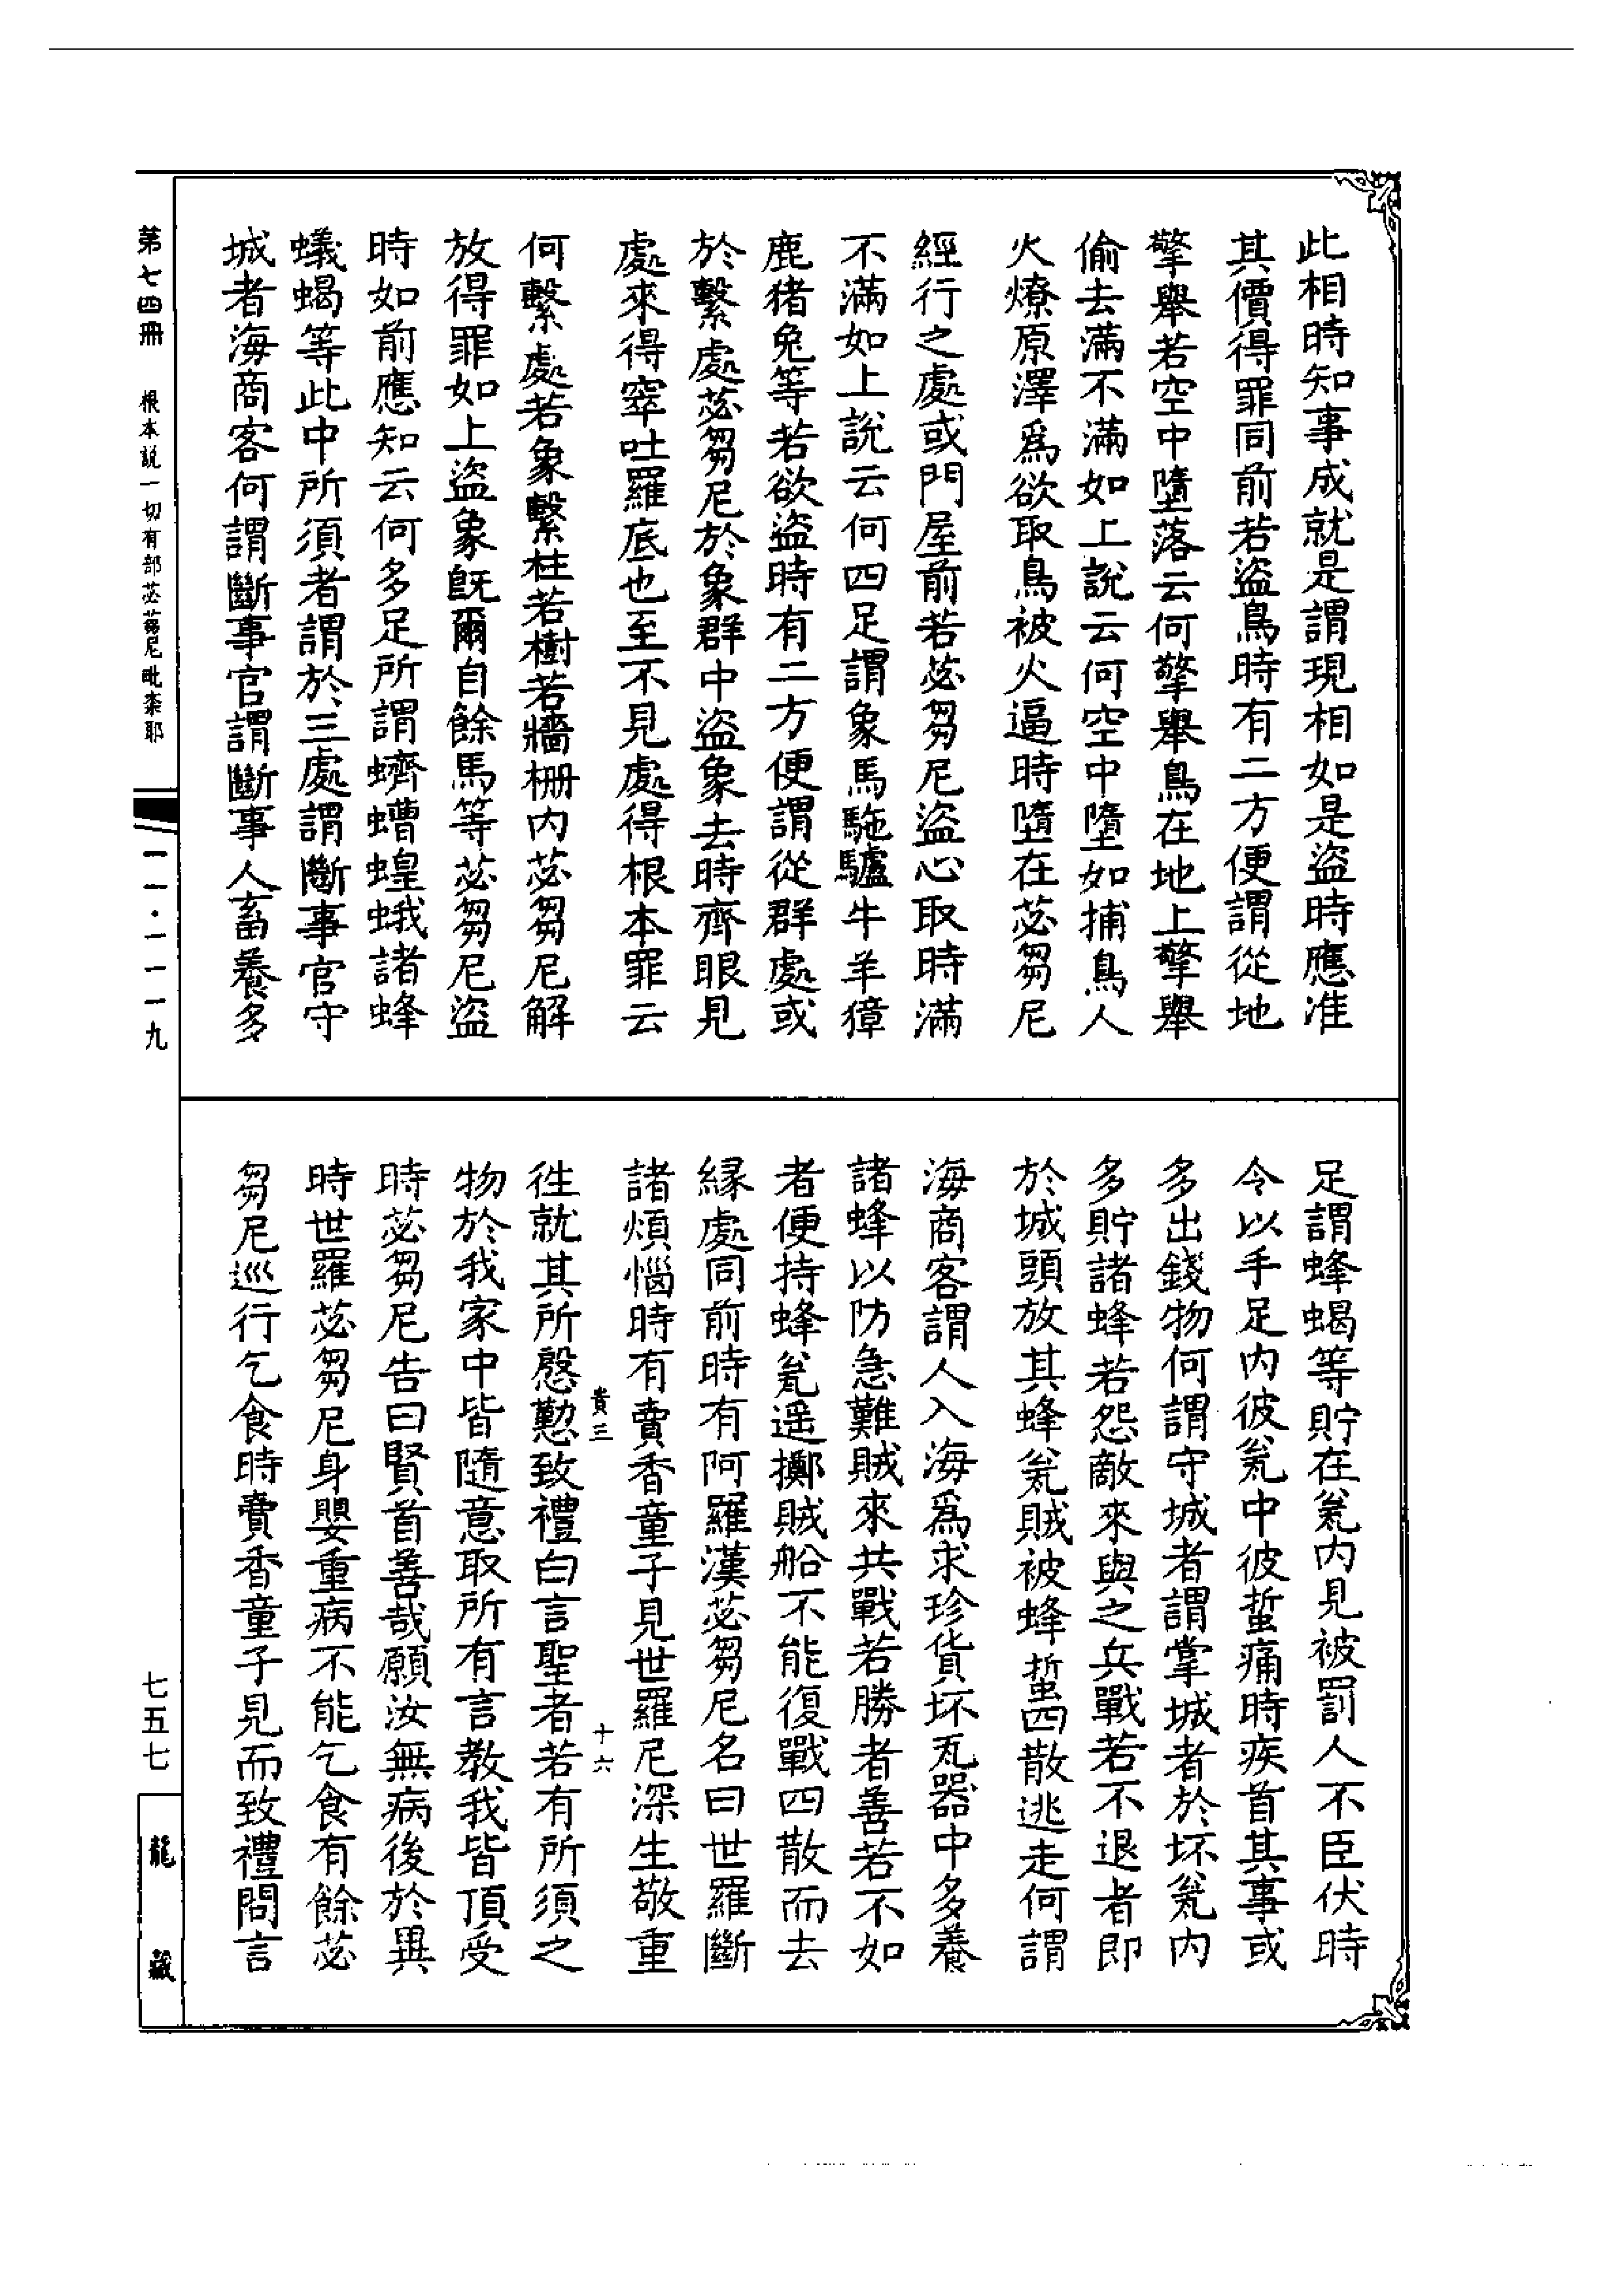 此相時知事成就是謂現相如是盜時應准
其價得罪同前若盜鳥時有二方便謂從地
擎舉若空中墮落云何擎舉鳥在地上擎舉
偷去滿不滿如上說云何空中墮如捕鳥人
火燎原澤爲欲取鳥被火逼時墮在苾芻尼
經行之處或門屋前若苾芻尼盜心取時滿
不滿如上說云何四足謂象馬駞驢牛羊獐
鹿猪兔等若欲盜時有二方便謂從群處或
於繫處苾芻尼於象群中盜象去時齊眼見
處來得窣吐羅底也至不見處得根本罪云
何繫處若象繫柱若樹若牆柵內苾芻尼解
放得罪如上盜象旣爾自餘馬等苾芻尼盜
時如前應知云何多足所謂蠐螬蝗蛾諸蜂
蟻蝎等此中所須者謂於三處謂斷事官守
城者海商客何謂斷事官謂斷事人畜養多
足謂蜂蝎等貯在瓮內見被罰人不臣伏時
令以手足內彼瓮中彼蜇痛時疾首其事或
多出錢物何謂守城者謂掌城者於坏瓮內
多貯諸蜂若怨敵來與之兵戰若不退者即
於城頭放其蜂瓮賊被蜂蜇四散逃走何謂
海商客謂人入海爲求珍貨坏瓦器中多養
諸蜂以防急難賊來共戰若勝者善若不如
者便持蜂瓮遥擲賊船不能復戰四散而去
緣處同前時有阿羅漢苾芻尼名曰世羅斷
諸煩惱時有賣香童子見世羅尼深生敬重
徃就其所慇懃致禮白言聖者若有所須之
物於我家中皆隨意取所有言教我皆頂受
時苾芻尼告曰賢首善哉願汝無病後於異
時世羅苾芻尼身嬰重病不能乞食有餘苾
芻尼巡行乞食時賣香童子見而致禮問言
貴三
十六
第七四冊
根本説一切有部苾芻尼毗柰耶
一一·一一一九
七五七
龍藏